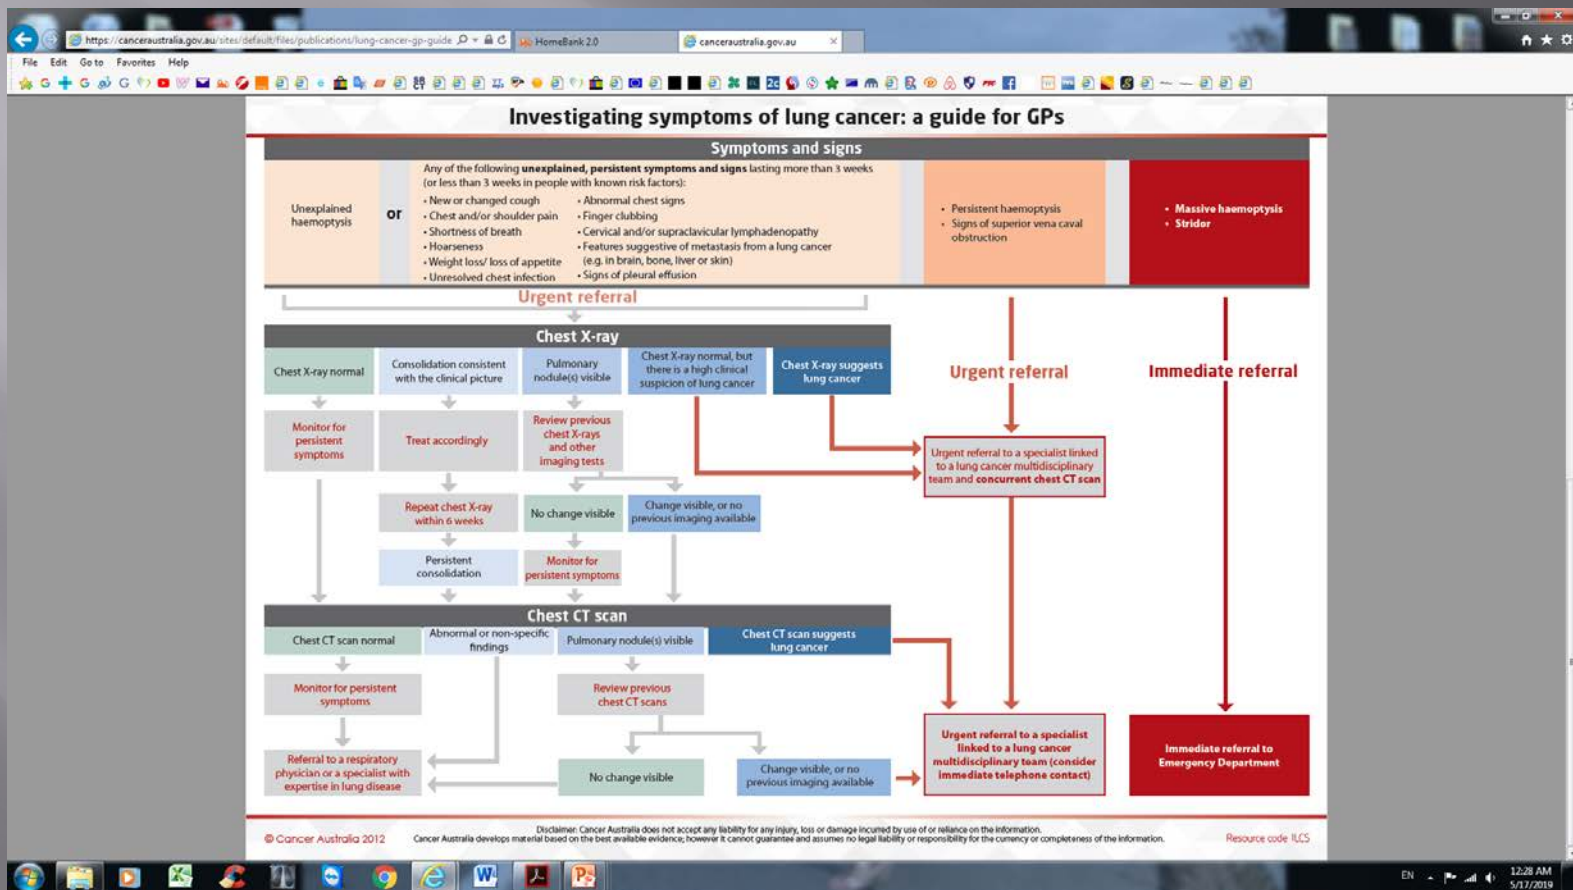 https://canceraustralia.gov.au/sites/default/files/publications/lung-cancer-gp-guide
HomeBank 2.0
canceraustralia.gov.au
File Edit Go to Favorites Help
Investigating symptoms of lung cancer: a guide for GPs
Symptoms and signs
Unexplained
haemoptysis
or
Any of the following unexplained, persistent symptoms and signs lasting more than 3 weeks
(or less than 3 weeks in people with known risk factors):
• New or changed cough
• Chest and/or shoulder pain
• Shortness of breath
• Hoarseness
• Weight loss/ loss of appetite
• Unresolved chest infection
• Abnormal chest signs
• Finger clubbing
• Cervical and/or supraclavicular lymphadenopathy
• Features suggestive of metastasis from a lung cancer
(e.g. in brain, bone, liver or skin)
• Signs of pleural effusion
• Persistent haemoptysis
• Signs of superior vena caval
obstruction
• Massive haemoptysis
• Stridor
Urgent referral
Chest X-ray
Chest X-ray normal
Consolidation consistent
with the clinical picture
Pulmonary
nodule(s) visible
Chest X-ray normal, but
there is a high clinical
suspicion of lung cancer
Chest X-ray suggests
lung cancer
Urgent referral
Immediate referral
Monitor for
persistent
symptoms
Treat accordingly
Review previous
chest X-rays
and other
imaging tests
Urgent referral to a specialist linked
to a lung cancer multidisciplinary
team and concurrent chest CT scan
Repeat chest X-ray
within 6 weeks
No change visible
Change visible, or no
previous imaging available
Persistent
consolidation
Monitor for
persistent symptoms
Chest CT scan
Chest CT scan normal
Abnormal or non-specific
findings
Pulmonary nodule(s) visible
Chest CT scan suggests
lung cancer
Monitor for persistent
symptoms
Review previous
chest CT scans
Referral to a respiratory
physician or a specialist with
expertise in lung disease
No change visible
Change visible, or no
previous imaging available
Urgent referral to a specialist
linked to a lung cancer
multidisciplinary team (consider
immediate telephone contact)
Immediate referral to
Emergency Department
© Cancer Australia 2012
Disclaimer: Cancer Australia does not accept any liability for any injury, loss or damage incurred by use of or reliance on the information.
Cancer Australia develops material based on the best available evidence; however it cannot guarantee and assumes no legal liability or responsibility for the currency or completeness of the information.
Resource code ILCS
EN
12:28 AM
5/17/2019